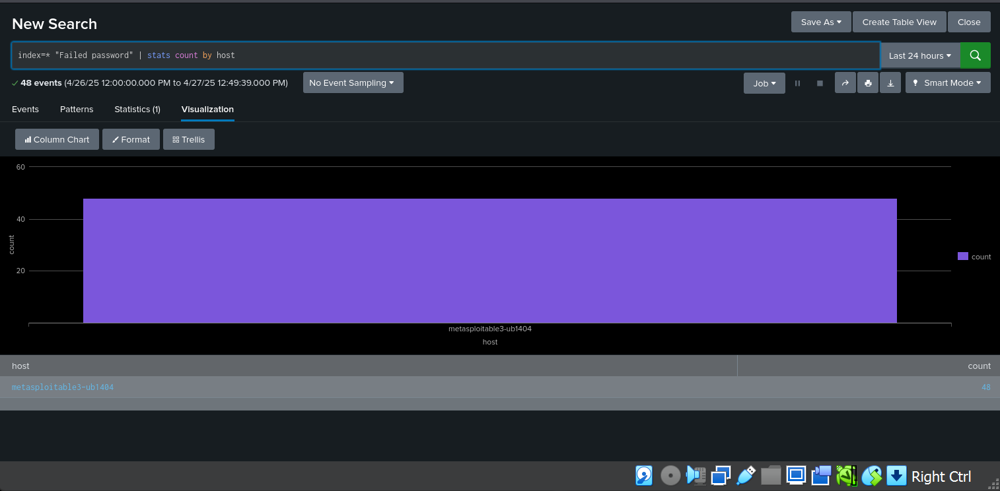 New Search
Save As
Create Table View
Close
index=* "Failed password" | stats count by host
Last 24 hours
48 events (4/26/25 12:00:00.000 PM to 4/27/25 12:49:39.000 PM)
No Event Sampling
Job
Smart Mode
Events
Patterns
Statistics (1)
Visualization
Column Chart
Format
Trellis
60
40
20
count
count
metasploitable3-ub1404
host
host
count
metasploitable3-ub1404
48
Right Ctrl